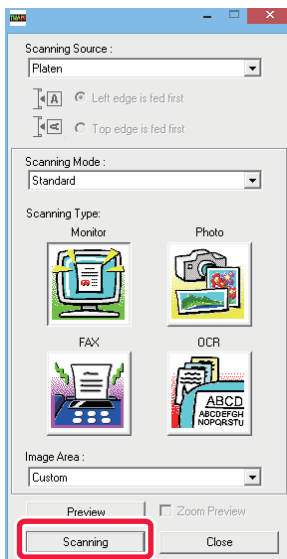 TWAIN
Scanning Source :
Platen
A Left edge is fed first
A Top edge is fed first
Scanning Mode :
Standard
Scanning Type:
Monitor Photo
FAX OCR
ABCD
ABCDEFGH
NOPQRSTU
Image Area :
Custom
Preview Zoom Preview
Scanning Close